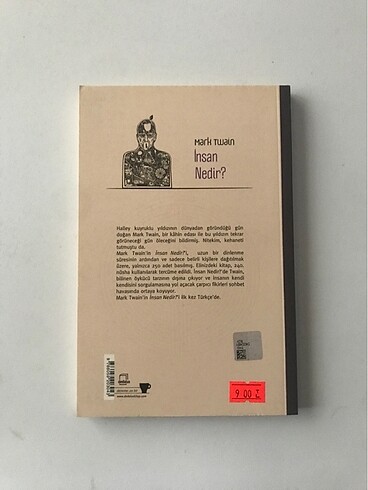 Mark Twain
İnsan
Nedir?
Halley kuyruklu yıldızının dünyadan göründüğü gün
doğan Mark Twain, bir kâhin edası ile bu yıldızın tekrar
görüneceği gün öleceğini bildirmiş. Nitekim, kehaneti
tutmuştu da.
Mark Twain'in İnsan Nedir?'i, uzun bir dinlenme
süresinin ardından ve sadece belirli kişilere dağıtılmak
üzere, yalnızca 250 adet basılmış. Elinizdeki kitap, bu
nüsha kullanılarak tercüme edildi. İnsan Nedir?'de Twain,
bilinen öykücü tarzının dışına çıkıyor ve insanın kendi
kendisini sorgulamasına yol açacak çarpıcı fikirleri sohbet
havasında ortaya koyuyor.
Mark Twain'in İnsan Nedir?'i ilk kez Türkçe'de.
9.00 2